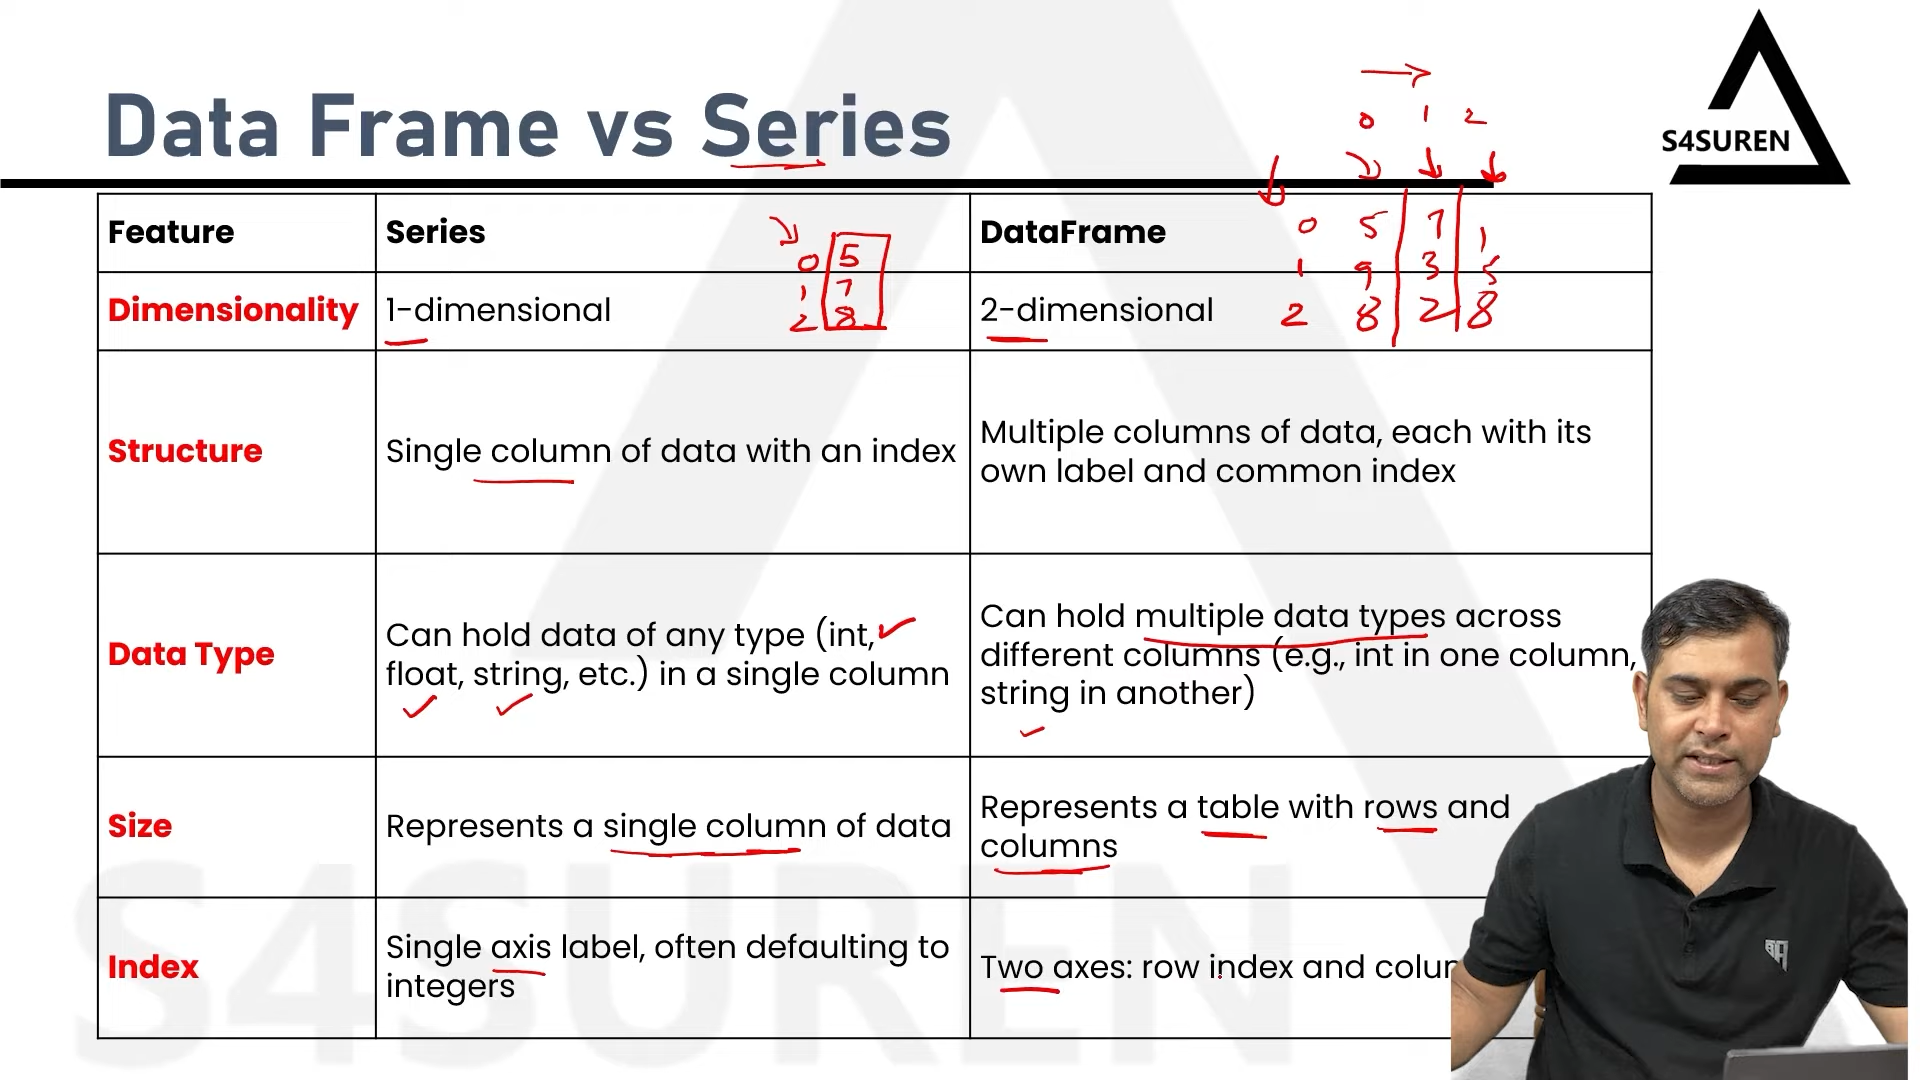 Data Frame vs Series
S4SUREN
0 1 2
Feature
Series
DataFrame
0 5
1 7
2 8
0 5 7 1
1 9 3 5
2 8 2 8
Dimensionality
1-dimensional
2-dimensional
Structure
Single column of data with an index
Multiple columns of data, each with its
own label and common index
Data Type
Can hold data of any type (int,
float, string, etc.) in a single column
Can hold multiple data types across
different columns (e.g., int in one column,
string in another)
Size
Represents a single column of data
Represents a table with rows and
columns
Index
Single axis label, often defaulting to
integers
Two axes: row index and colum
S4SUREN